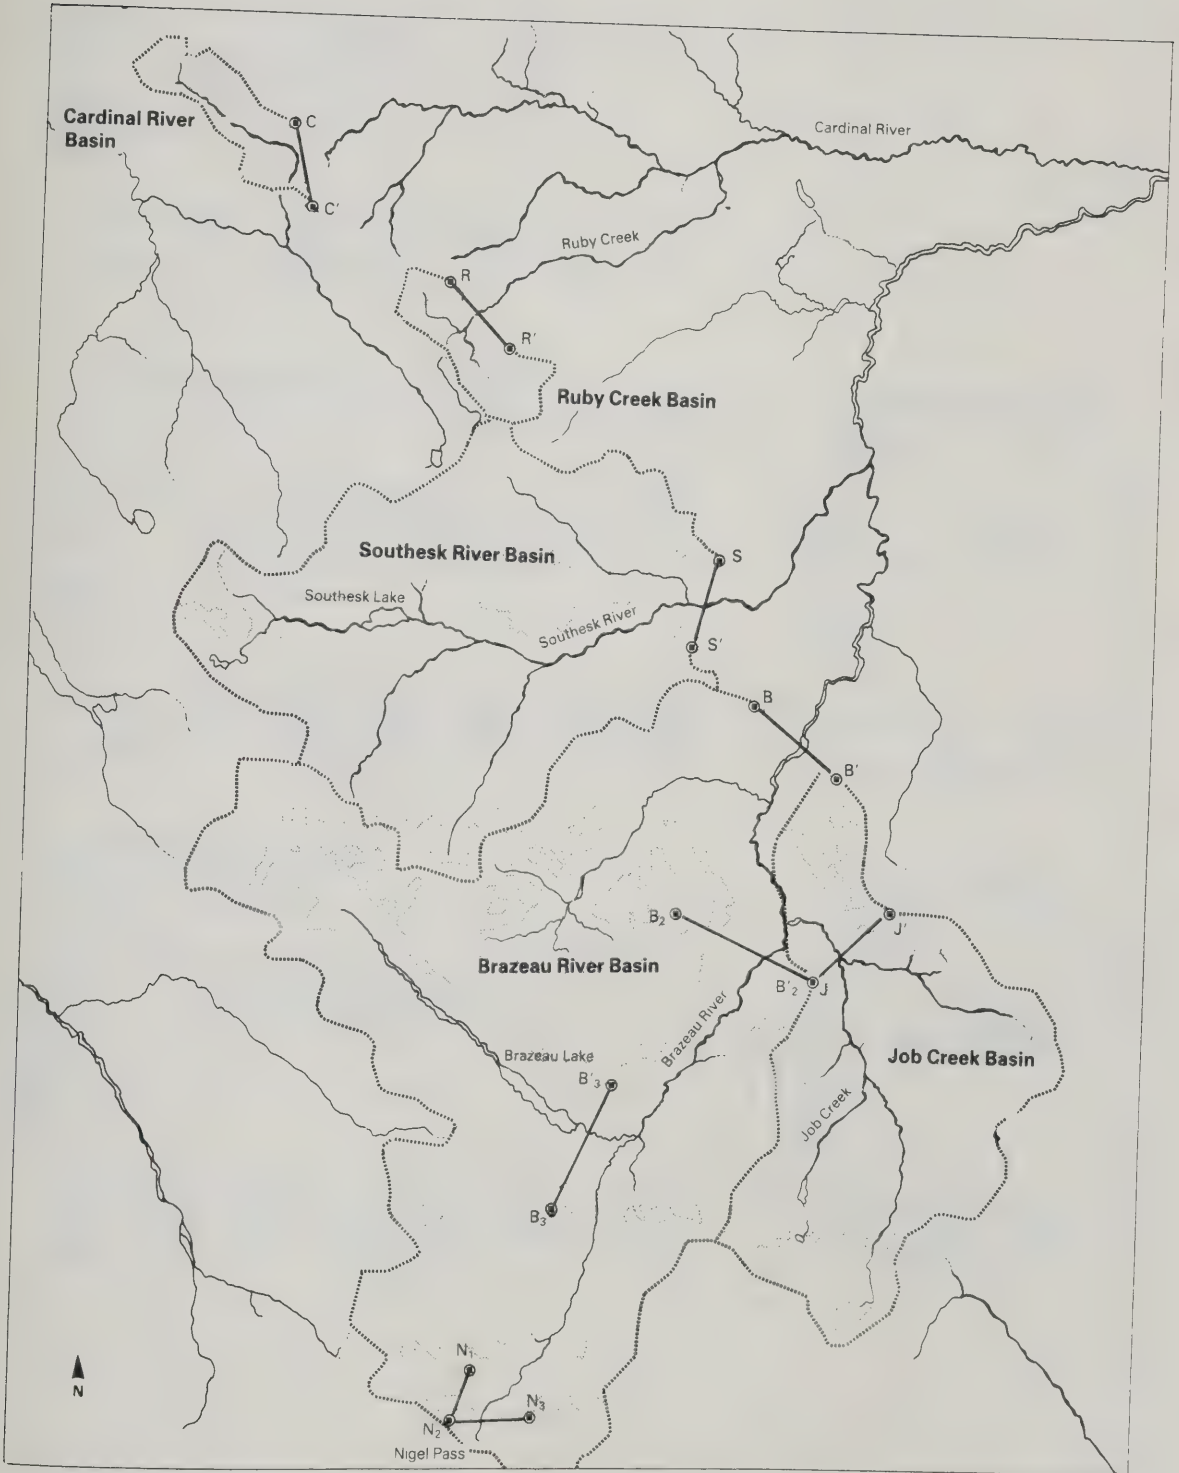 Cardinal River
Basin
C
Cardinal River
C'
Ruby Creek
R
R'
Ruby Creek Basin
Southesk River Basin
S
Southesk Lake
Southesk River
S'
B
B'
B2
J'
Brazeau River Basin
B'2
J
Brazeau River
Brazeau Lake
Job Creek Basin
B'3
Job Creek
B3
N1
N
N3
N2
Nigel Pass